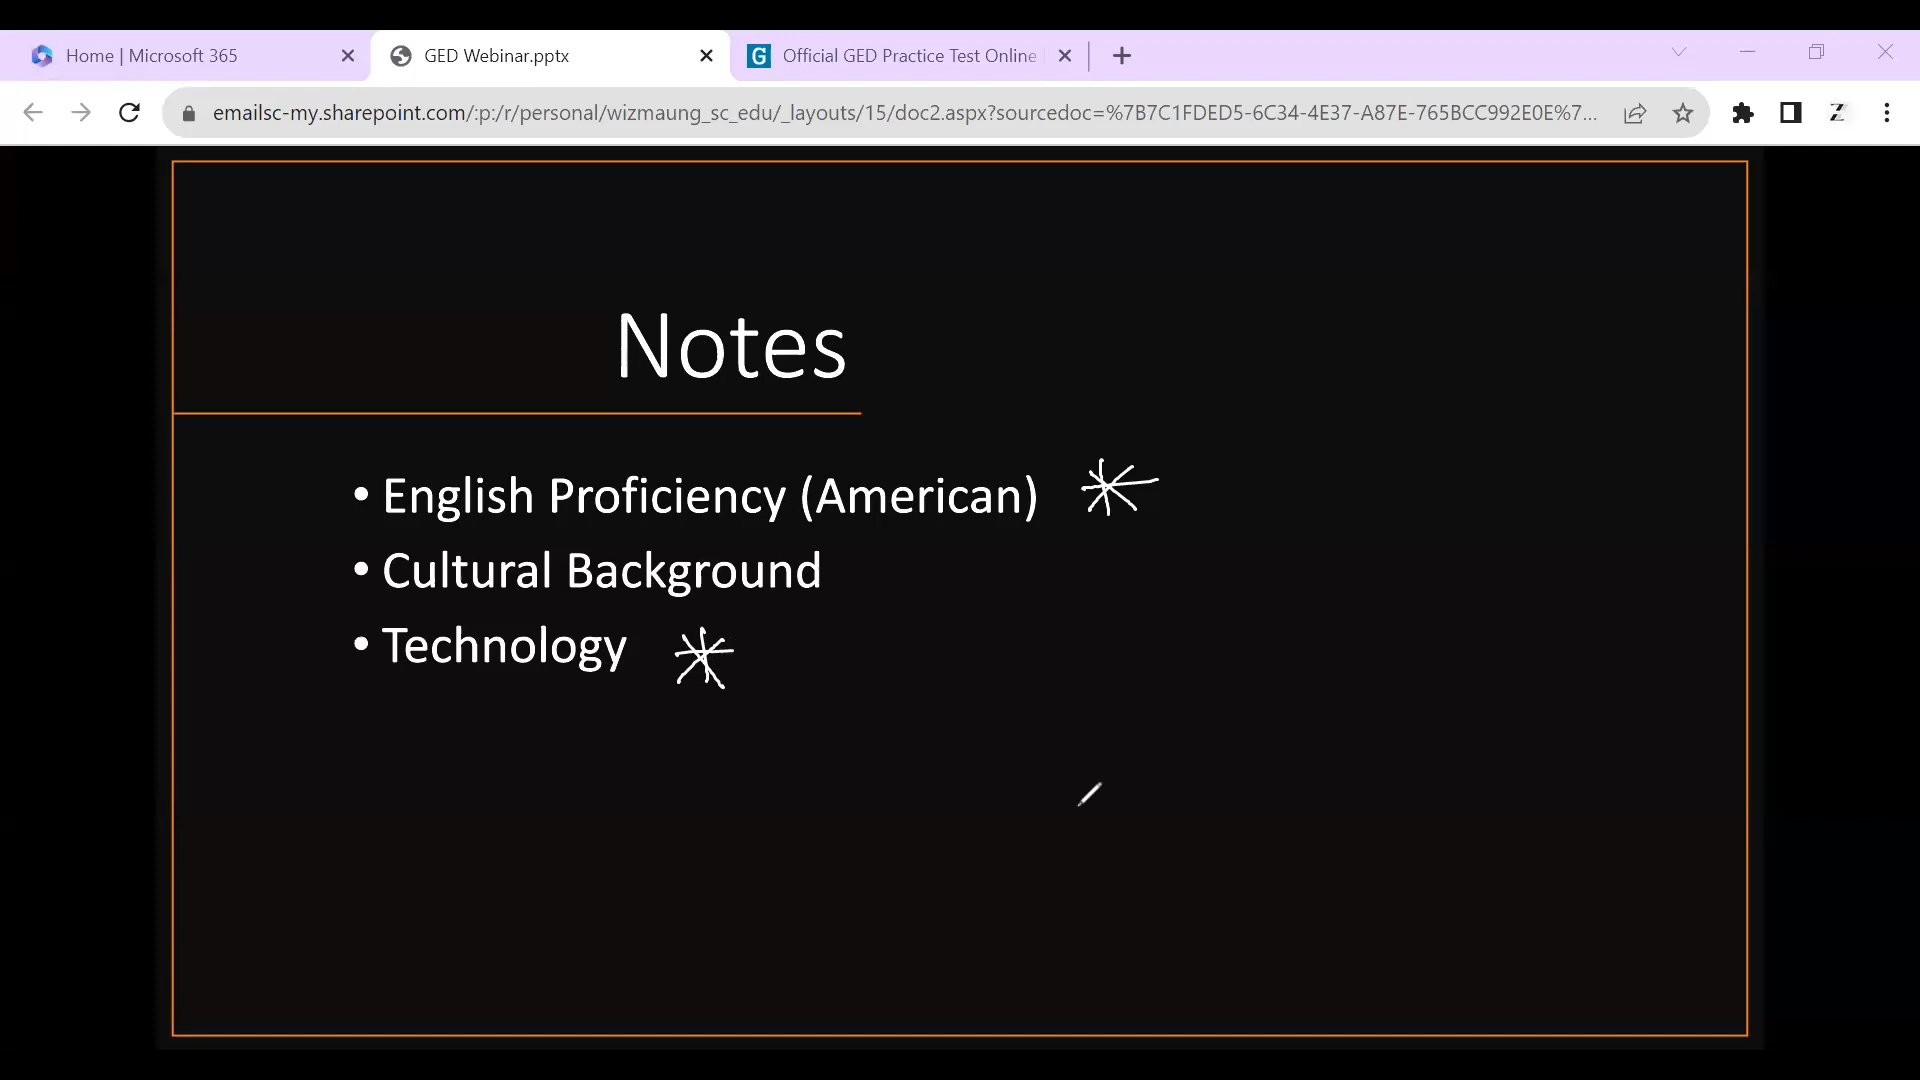 Home | Microsoft 365
GED Webinar.pptx
Official GED Practice Test Online
emailsc-my.sharepoint.com/:p:/r/personal/wizmaung_sc_edu/_layouts/15/doc2.aspx?sourcedoc=%7B7C1FDED5-6C34-4E37-A87E-765BCC992E0E%7...
Notes
• English Proficiency (American)
• Cultural Background
• Technology